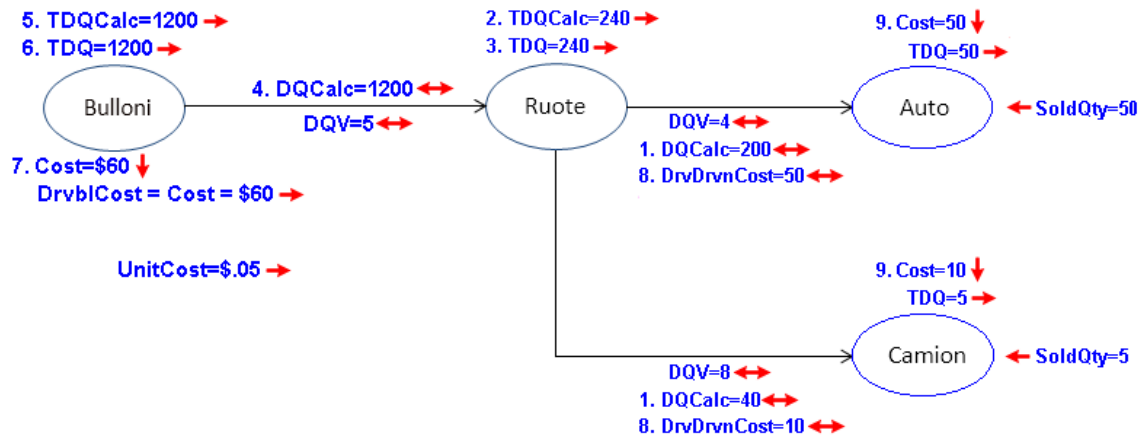 5. TDQCalc=1200
6. TDQ=1200
Bulloni
7. Cost=$60
DrvblCost = Cost = $60
UnitCost=$.05
4. DQCalc=1200
DQV=5
2. TDQCalc=240
3. TDQ=240
Ruote
DQV=4
1. DQCalc=200
8. DrvDrvnCost=50
9. Cost=50
TDQ=50
Auto
SoldQty=50
DQV=8
1. DQCalc=40
8. DrvDrvnCost=10
9. Cost=10
TDQ=5
Camion
SoldQty=5